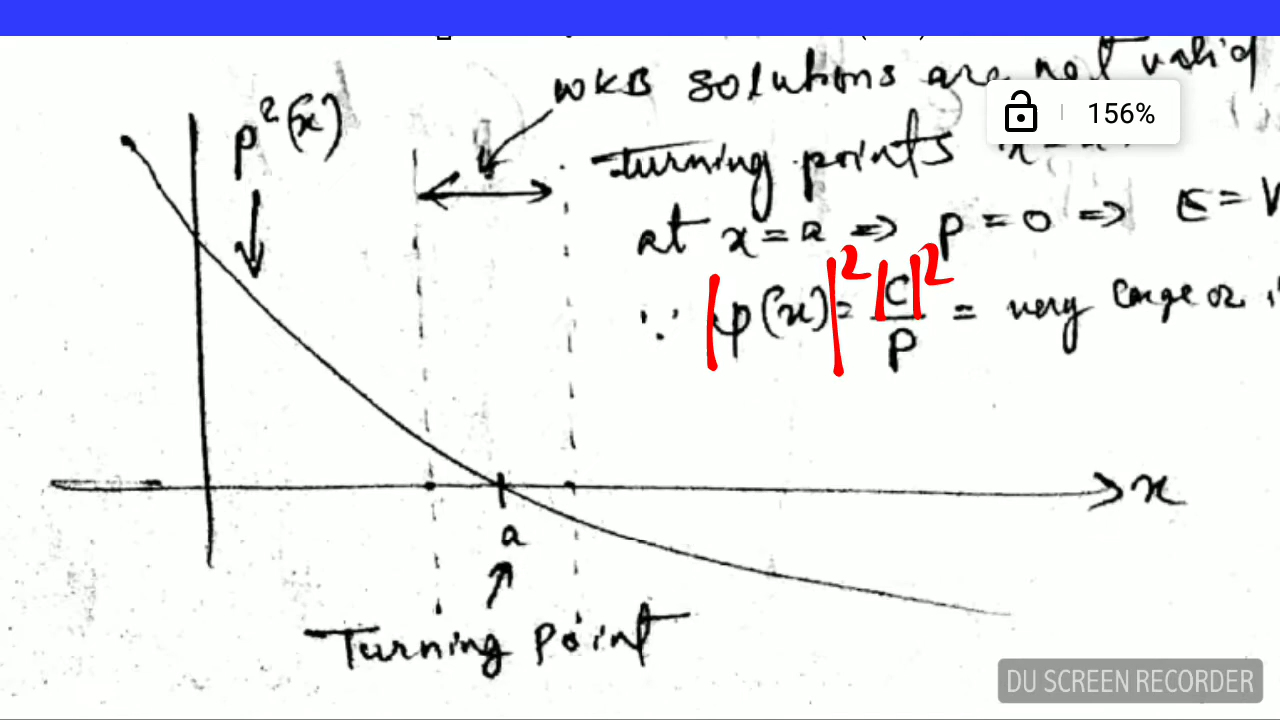 WKB solutions are not valid
p²(x)
156%
Turning points
at x = a ⇒ p = 0 ⇒ E = V
∵ |ψ(x)|² = |C|²/P = very large or
x
a
Turning point
DU SCREEN RECORDER